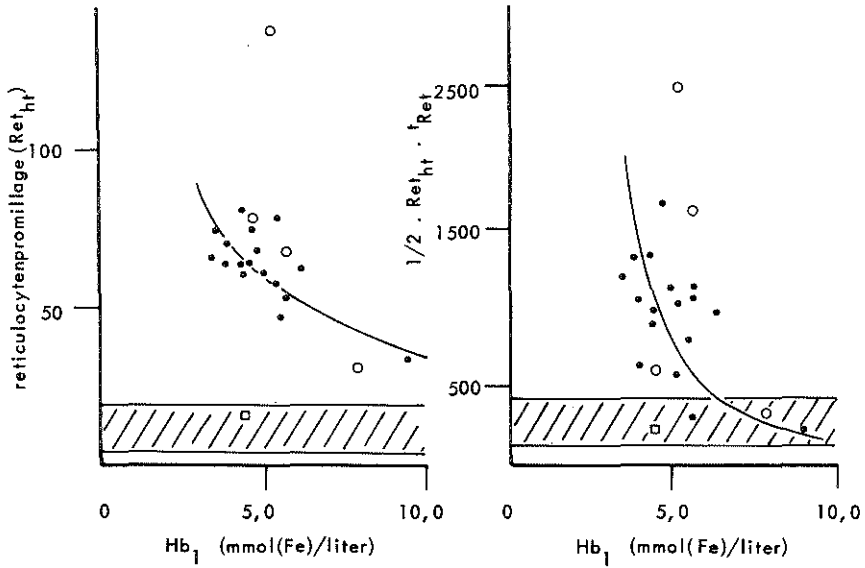 reticulocytenpromillage (Ret_ht)
100
50
0
5,0
10,0
Hb_1 (mmol(Fe)/liter)
1/2 . Ret_ht . t_Ret
2500
1500
500
0
5,0
10,0
Hb_1 (mmol(Fe)/liter)